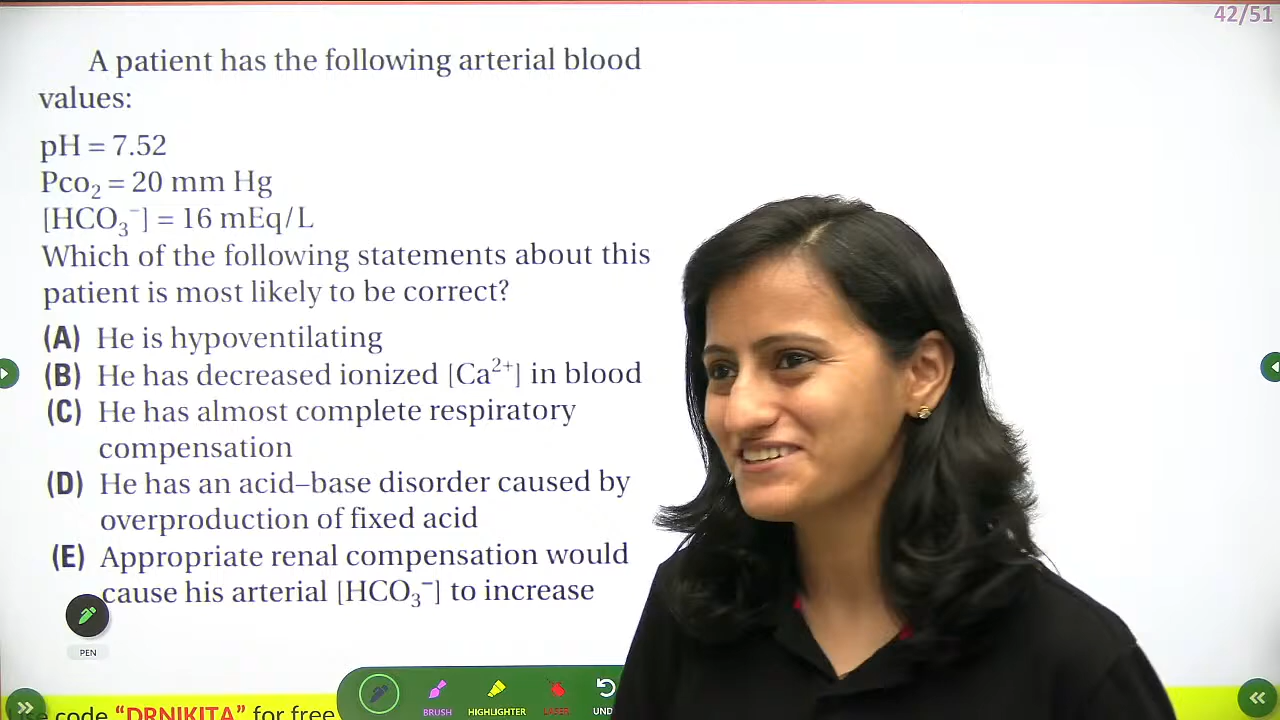 42/51
A patient has the following arterial blood
values:
pH = 7.52
Pco₂ = 20 mm Hg
[HCO₃⁻] = 16 mEq/L
Which of the following statements about this
patient is most likely to be correct?
(A) He is hypoventilating
(B) He has decreased ionized [Ca²⁺] in blood
(C) He has almost complete respiratory
compensation
(D) He has an acid–base disorder caused by
overproduction of fixed acid
(E) Appropriate renal compensation would
cause his arterial [HCO₃⁻] to increase
PEN
BRUSH
HIGHLIGHTER
LASER
UND
code "DRNIKITA" for free